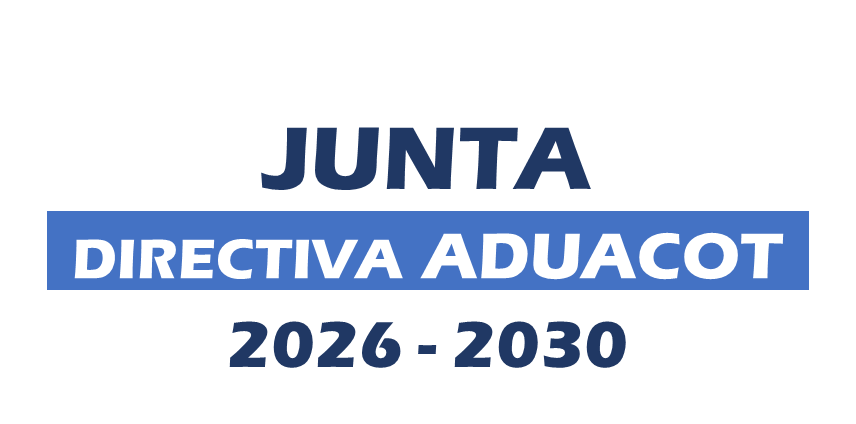 JUNTA
DIRECTIVA ADUACOT
2026 - 2030